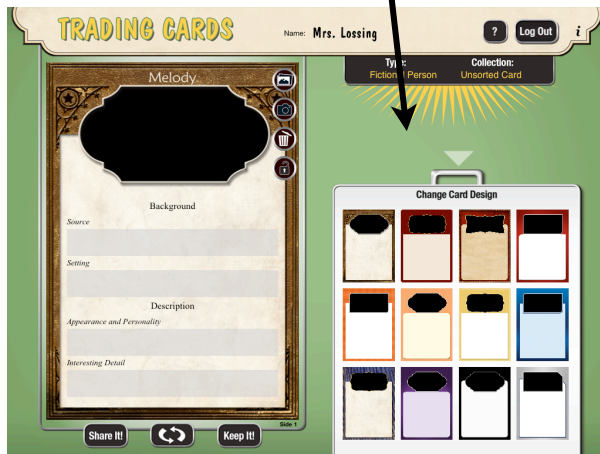 TRADING CARDS
Name: Mrs. Lossing
?
Log Out
i
Type:
Fictional Person
Collection:
Unsorted Card
Melody
Background
Source
Setting
Description
Appearance and Personality
Interesting Detail
Side 1
Share It!
Keep It!
Change Card Design